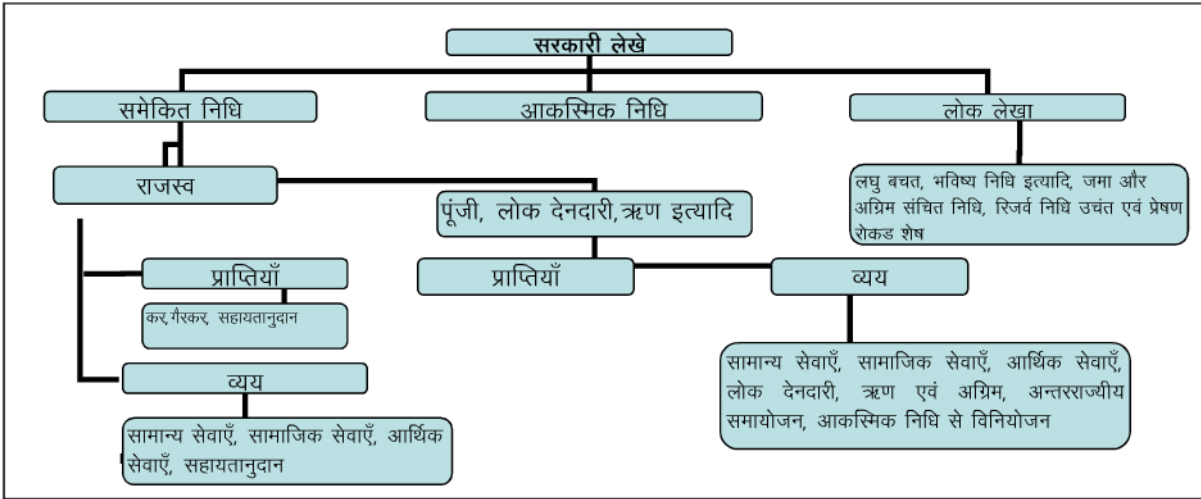 सरकारी लेखे
समेकित निधि
आकस्मिक निधि
लोक लेखा
राजस्व
पूंजी, लोक देनदारी,ऋण इत्यादि
लघु बचत, भविष्य निधि इत्यादि, जमा और
अग्रिम संचित निधि, रिजर्व निधि उचंत एवं प्रेषण
रोकड शेष
प्राप्तियाँ
कर,गैरकर, सहायतानुदान
व्यय
सामान्य सेवाएँ, सामाजिक सेवाएँ, आर्थिक
सेवाएँ, सहायतानुदान
प्राप्तियाँ
व्यय
सामान्य सेवाएँ, सामाजिक सेवाएँ, आर्थिक सेवाएँ,
लोक देनदारी, ऋण एवं अग्रिम, अन्तरराज्यीय
समायोजन, आकस्मिक निधि से विनियोजन